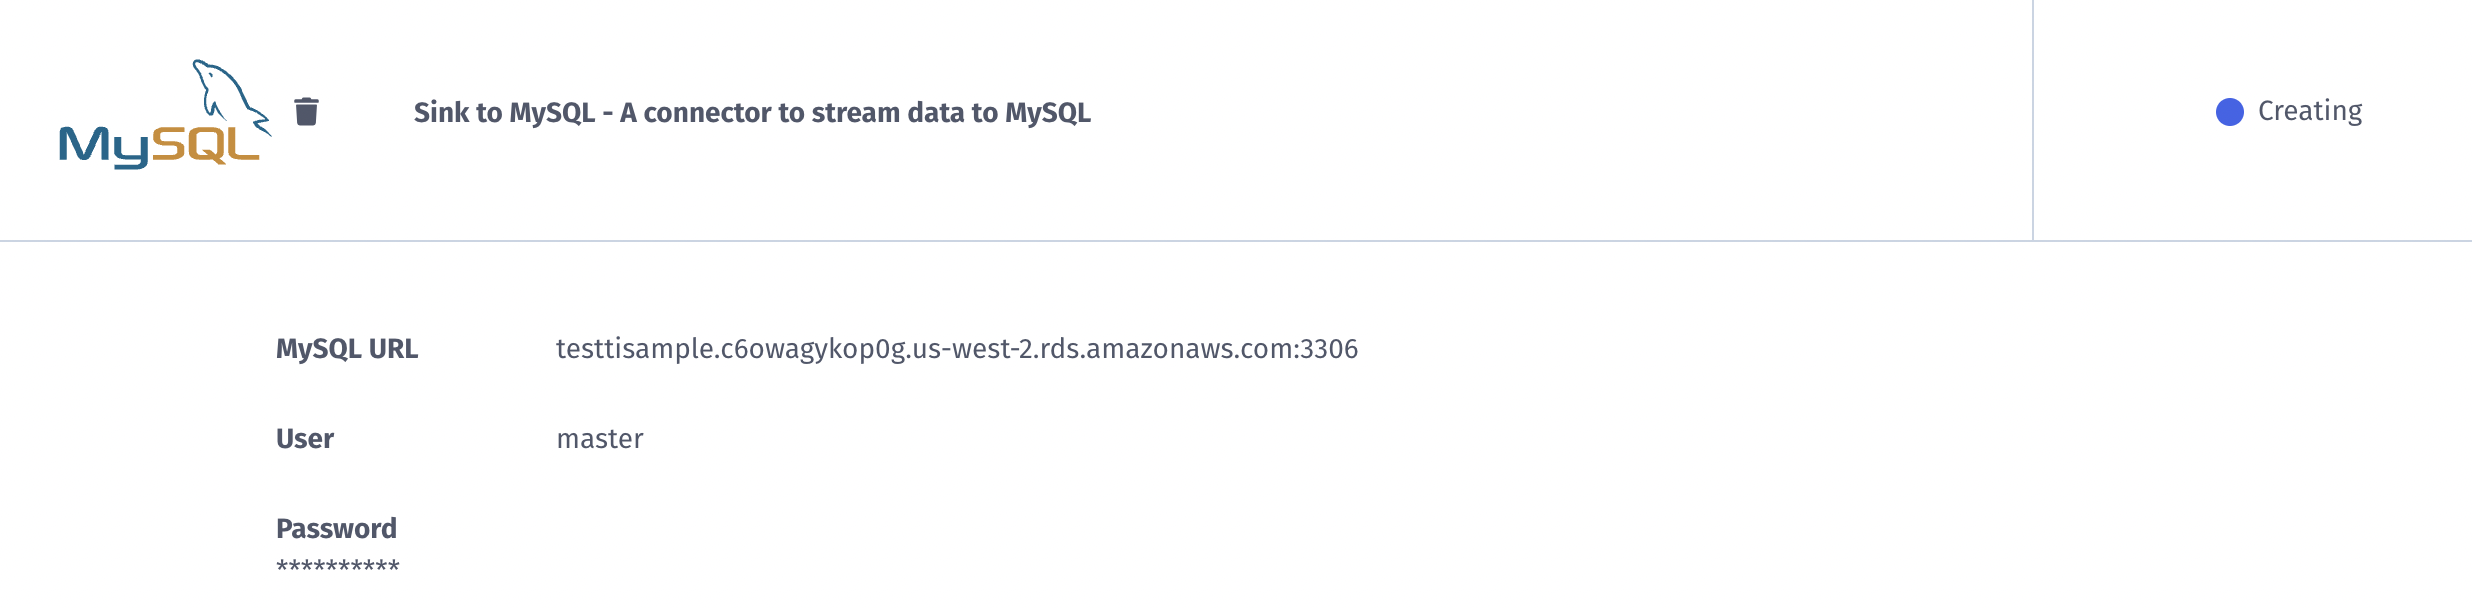 MySQL
Sink to MySQL - A connector to stream data to MySQL
Creating
MySQL URL testtisample.c6owagykop0g.us-west-2.rds.amazonaws.com:3306
User master
Password
**********